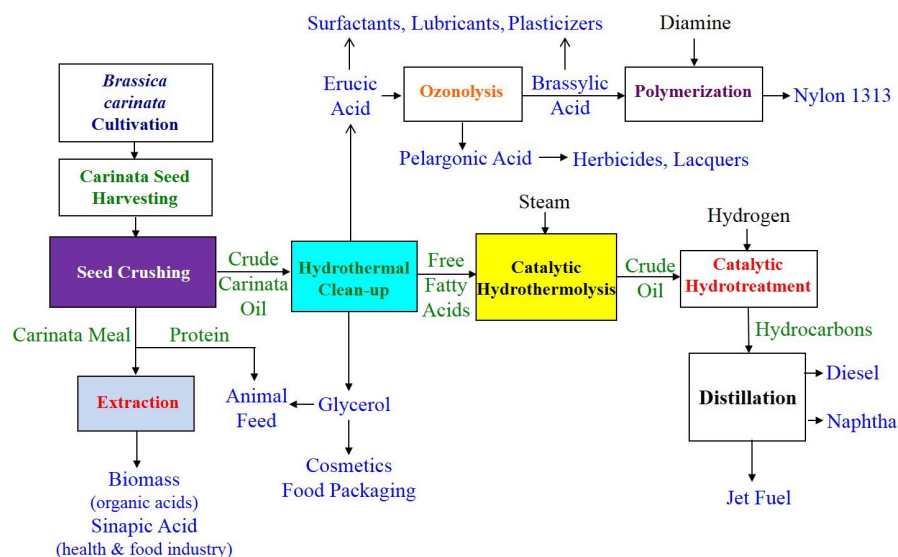 Surfactants, Lubricants, Plasticizers
Diamine
Brassica
carinata
Cultivation
Erucic
Acid
Ozonolysis
Brassylic
Acid
Polymerization
Nylon 1313
Pelargonic Acid
Herbicides, Lacquers
Carinata Seed
Harvesting
Steam
Hydrogen
Seed Crushing
Crude
Carinata
Oil
Hydrothermal
Clean-up
Free
Fatty
Acids
Catalytic
Hydrothermolysis
Crude
Oil
Catalytic
Hydrotreatment
Carinata Meal
Protein
Hydrocarbons
Extraction
Animal
Feed
Glycerol
Distillation
Diesel
Naphtha
Biomass
(organic acids)
Sinapic Acid
(health & food industry)
Cosmetics
Food Packaging
Jet Fuel